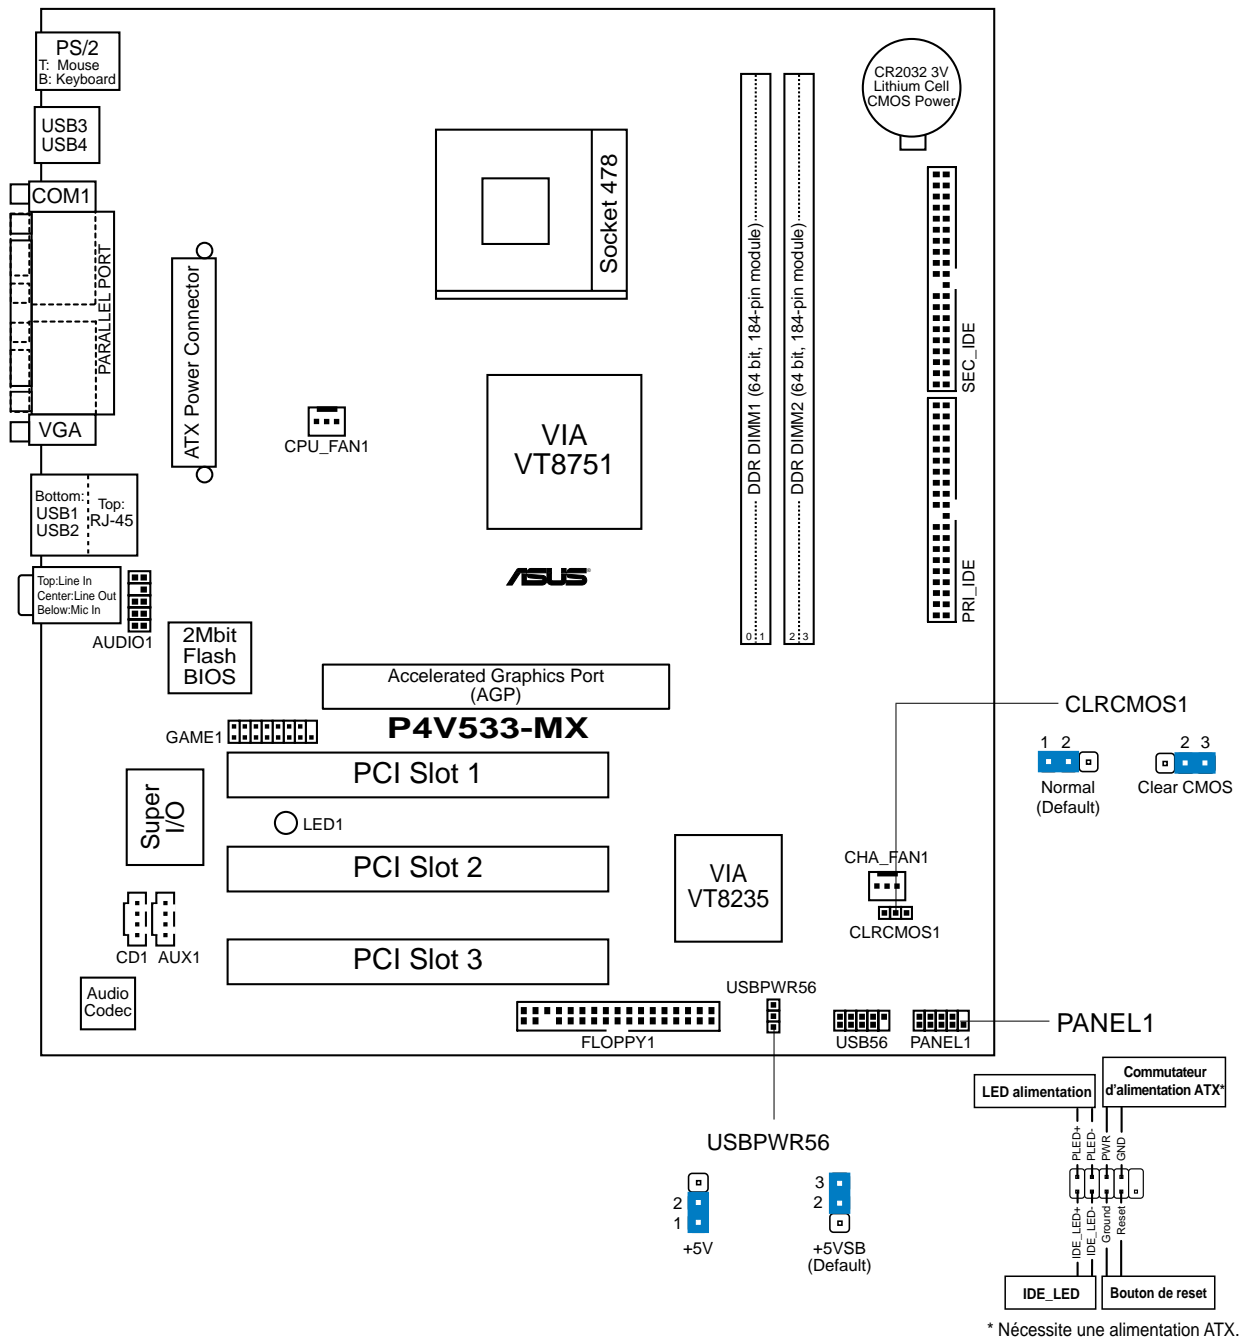 PS/2
T: Mouse
B: Keyboard
USB3
USB4
COM1
PARALLEL PORT
VGA
Bottom:
USB1
USB2
Top:
RJ-45
Top:Line In
Center:Line Out
Below:Mic In
AUDIO1
ATX Power Connector
CPU_FAN1
Socket 478
VIA
VT8751
ASUS
DDR DIMM1 (64 bit, 184-pin module)
DDR DIMM2 (64 bit, 184-pin module)
0 1
2 3
CR2032 3V
Lithium Cell
CMOS Power
SEC_IDE
PRI_IDE
2Mbit
Flash
BIOS
Accelerated Graphics Port
(AGP)
P4V533-MX
GAME1
PCI Slot 1
Super
I/O
LED1
PCI Slot 2
CD1
AUX1
PCI Slot 3
Audio
Codec
VIA
VT8235
CHA_FAN1
CLRCMOS1
USBPWR56
FLOPPY1
USB56
PANEL1
CLRCMOS1
1 2
Normal
(Default)
2 3
Clear CMOS
PANEL1
LED alimentation
Commutateur
d'alimentation ATX*
PLED+
PLED-
PWR
GND
IDE_LED+
IDE_LED-
Ground
Reset
IDE_LED
Bouton de reset
* Nécessite une alimentation ATX.
USBPWR56
2
1
+5V
3
2
+5VSB
(Default)